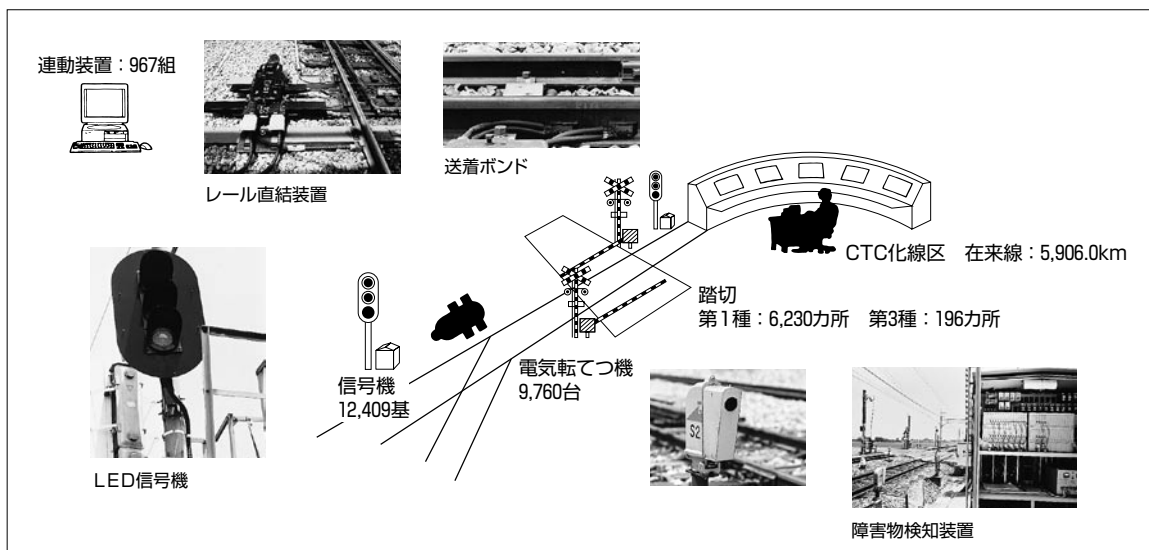 連動装置：967組
レール直結装置
送着ボンド
CTC化線区　在来線：5,906.0km
踏切
第1種：6,230カ所　第3種：196カ所
電気転てつ機
9,760台
信号機
12,409基
LED信号機
S2
障害物検知装置